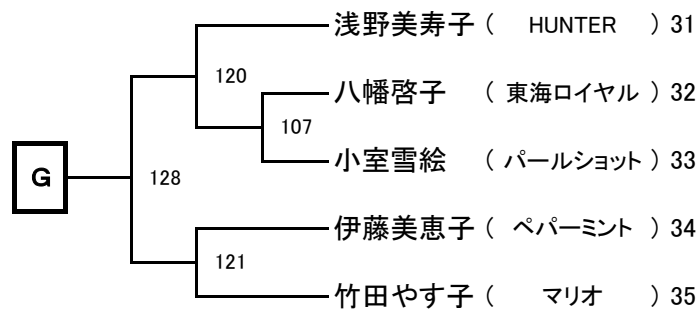 浅野美寿子 ( HUNTER ) 31
120
八幡啓子 ( 東海ロイヤル ) 32
107
小室雪絵 ( パールショット ) 33
G
128
伊藤美恵子 ( ペパーミント ) 34
121
竹田やす子 ( マリオ ) 35